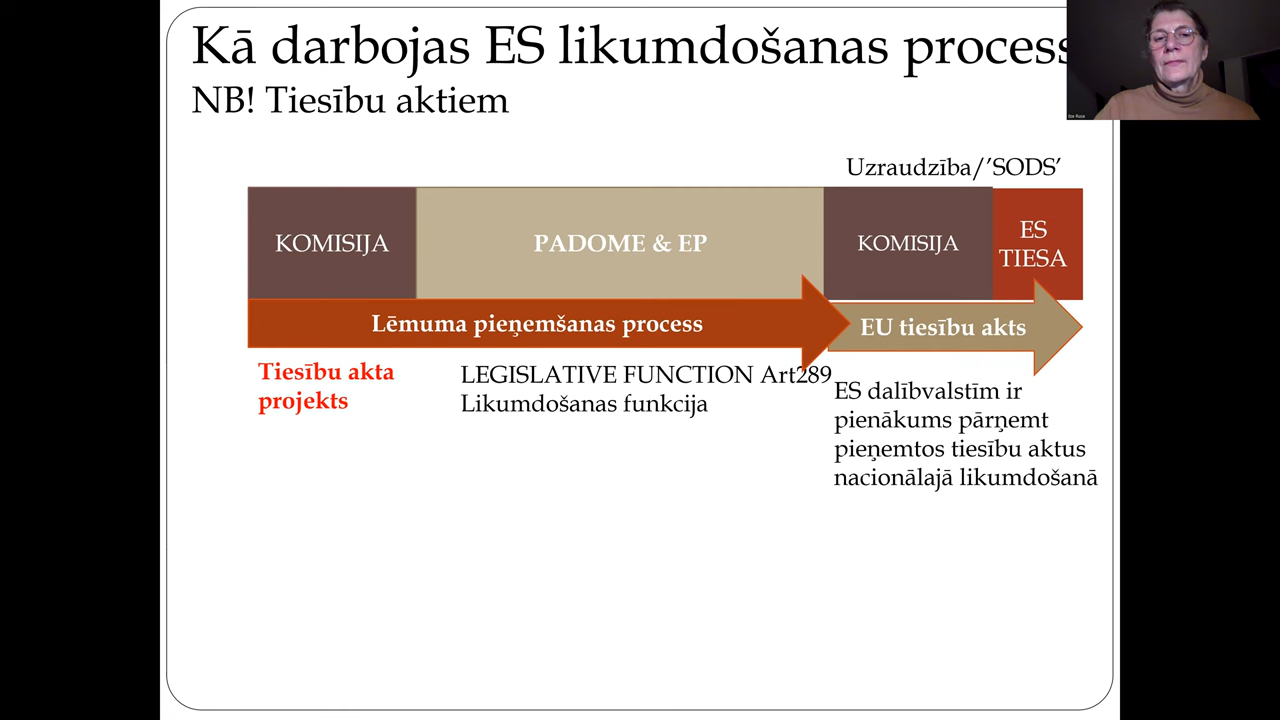 Kā darbojas ES likumdošanas process
NB! Tiesību aktiem
Ilze Ruse
Uzraudzība/’SODS’
KOMISIJA
PADOME & EP
KOMISIJA
ES
TIESA
Lēmuma pieņemšanas process
EU tiesību akts
Tiesību akta
projekts
LEGISLATIVE FUNCTION Art289
Likumdošanas funkcija
ES dalībvalstīm ir
pienākums pārņemt
pieņemtos tiesību aktus
nacionālajā likumdošanā